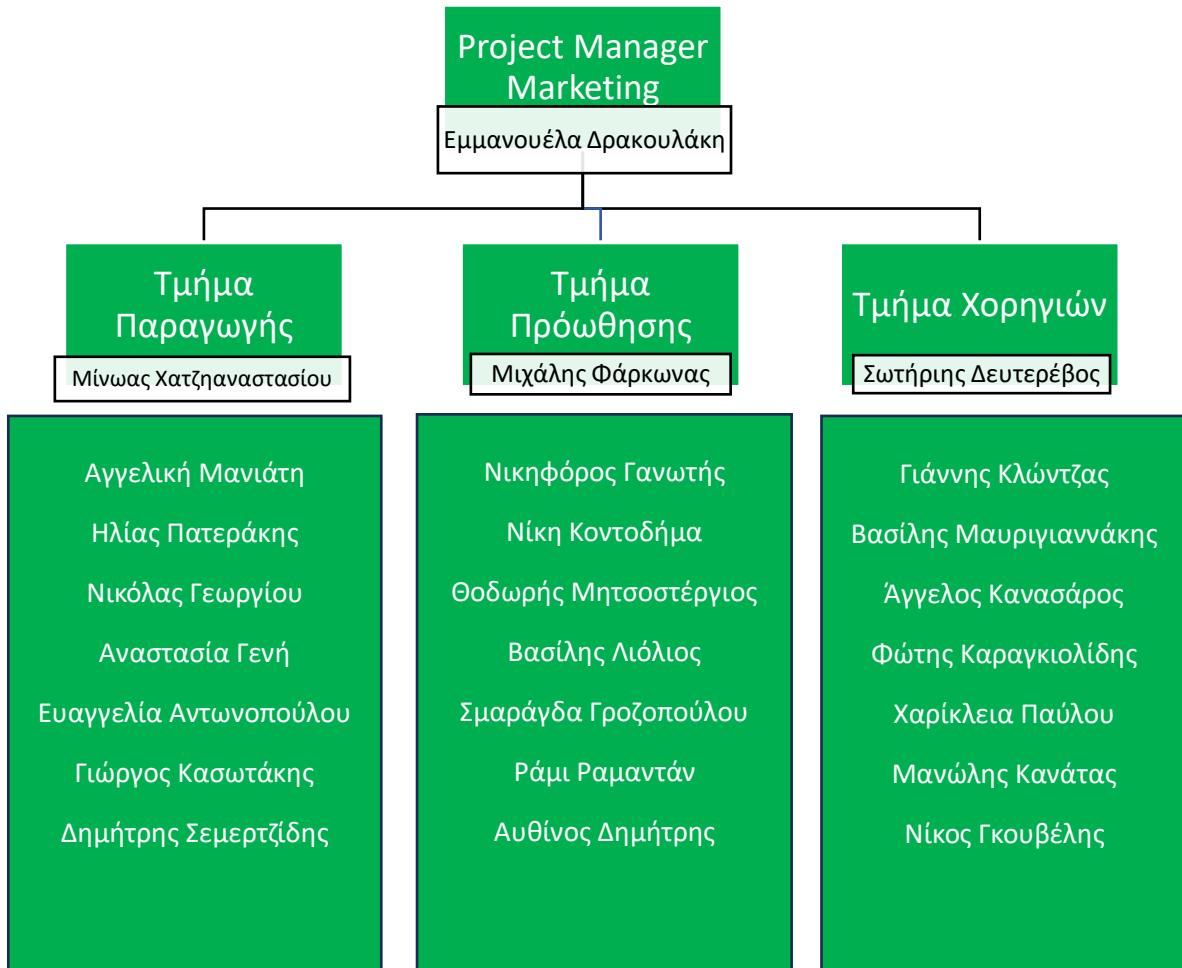 Project Manager
Marketing
Εμμανουέλα Δρακουλάκη
Τμήμα
Παραγωγής
Μίνωας Χατζηαναστασίου
Τμήμα
Πρόωθησης
Μιχάλης Φάρκωνας
Τμήμα Χορηγιών
Σωτήριης Δευτερέβος
Αγγελική Μανιάτη
Ηλίας Πατεράκης
Νικόλας Γεωργίου
Αναστασία Γενή
Ευαγγελία Αντωνοπούλου
Γιώργος Κασωτάκης
Δημήτρης Σεμερτζίδης
Νικηφόρος Γανωτής
Νίκη Κοντοδήμα
Θοδωρής Μητσοστέργιος
Βασίλης Λιόλιος
Σμαράγδα Γροζοπούλου
Ράμι Ραμαντάν
Αυθίνος Δημήτρης
Γιάννης Κλώντζας
Βασίλης Μαυριγιαννάκης
Άγγελος Κανασάρος
Φώτης Καραγκιολίδης
Χαρίκλεια Παύλου
Μανώλης Κανάτας
Νίκος Γκουβέλης